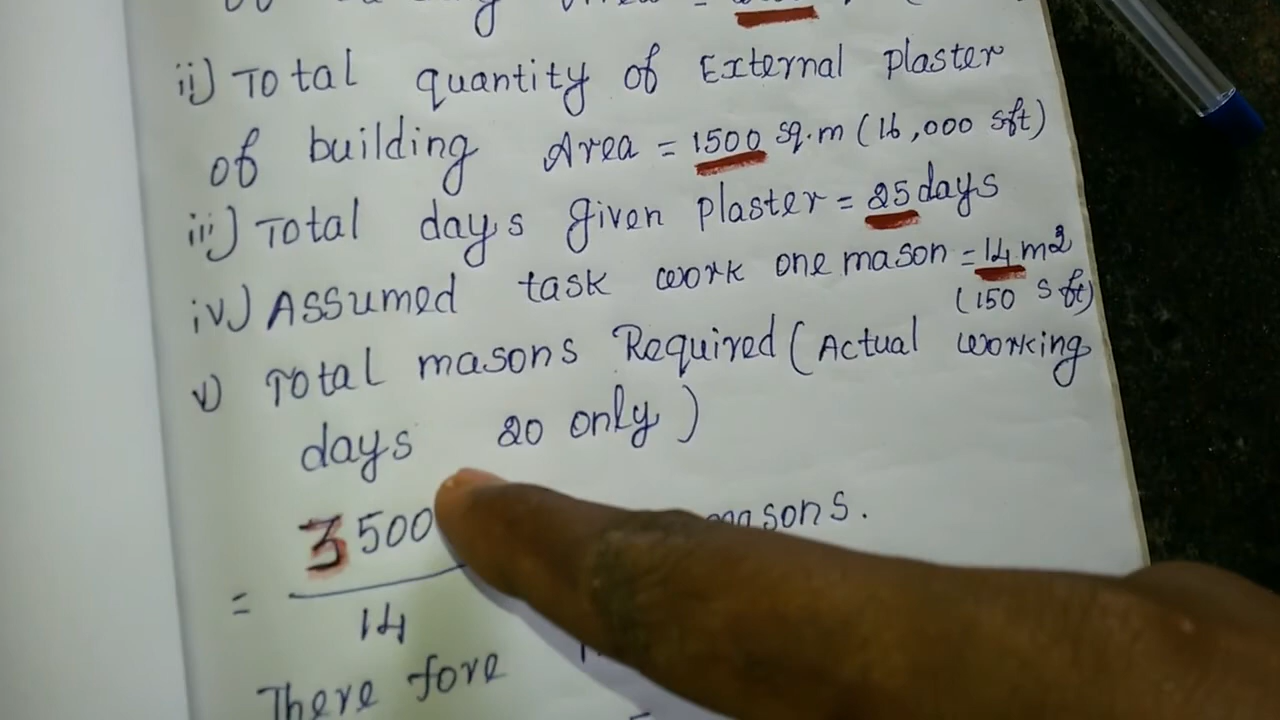 ii) Total quantity of External plaster
of building Area = 1500 sq.m (16,000 sft)
iii) Total days given plaster = 25 days
iv) Assumed task work one mason = 14 m2
(150 sft)
v) Total masons Required (Actual working
days 20 only)
3500 masons.
=
14
There fore